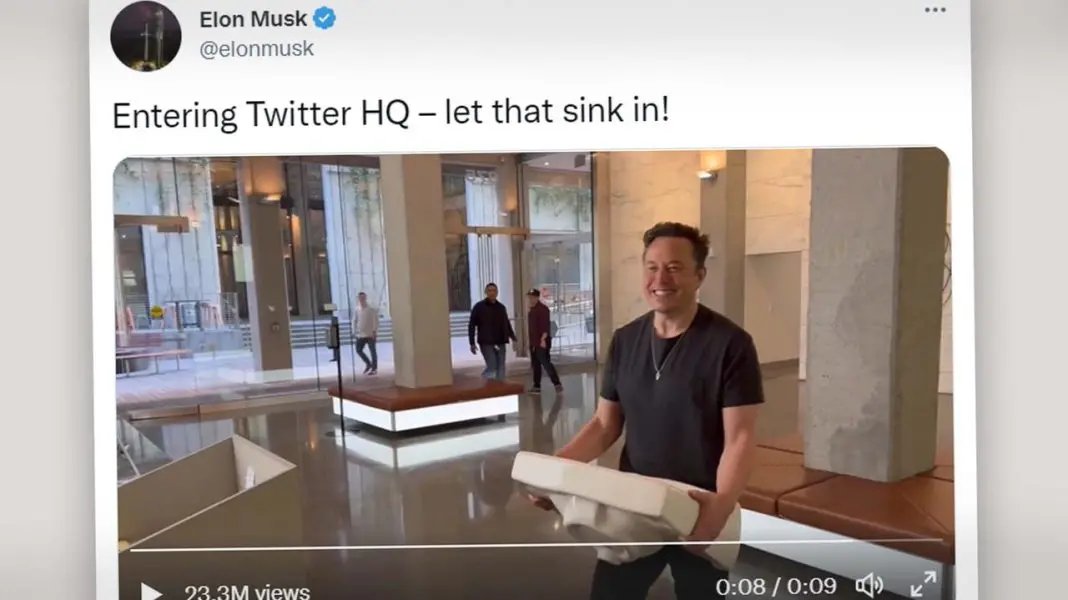 Elon Musk
@elonmusk
Entering Twitter HQ – let that sink in!
23.3M views
0:08 / 0:09